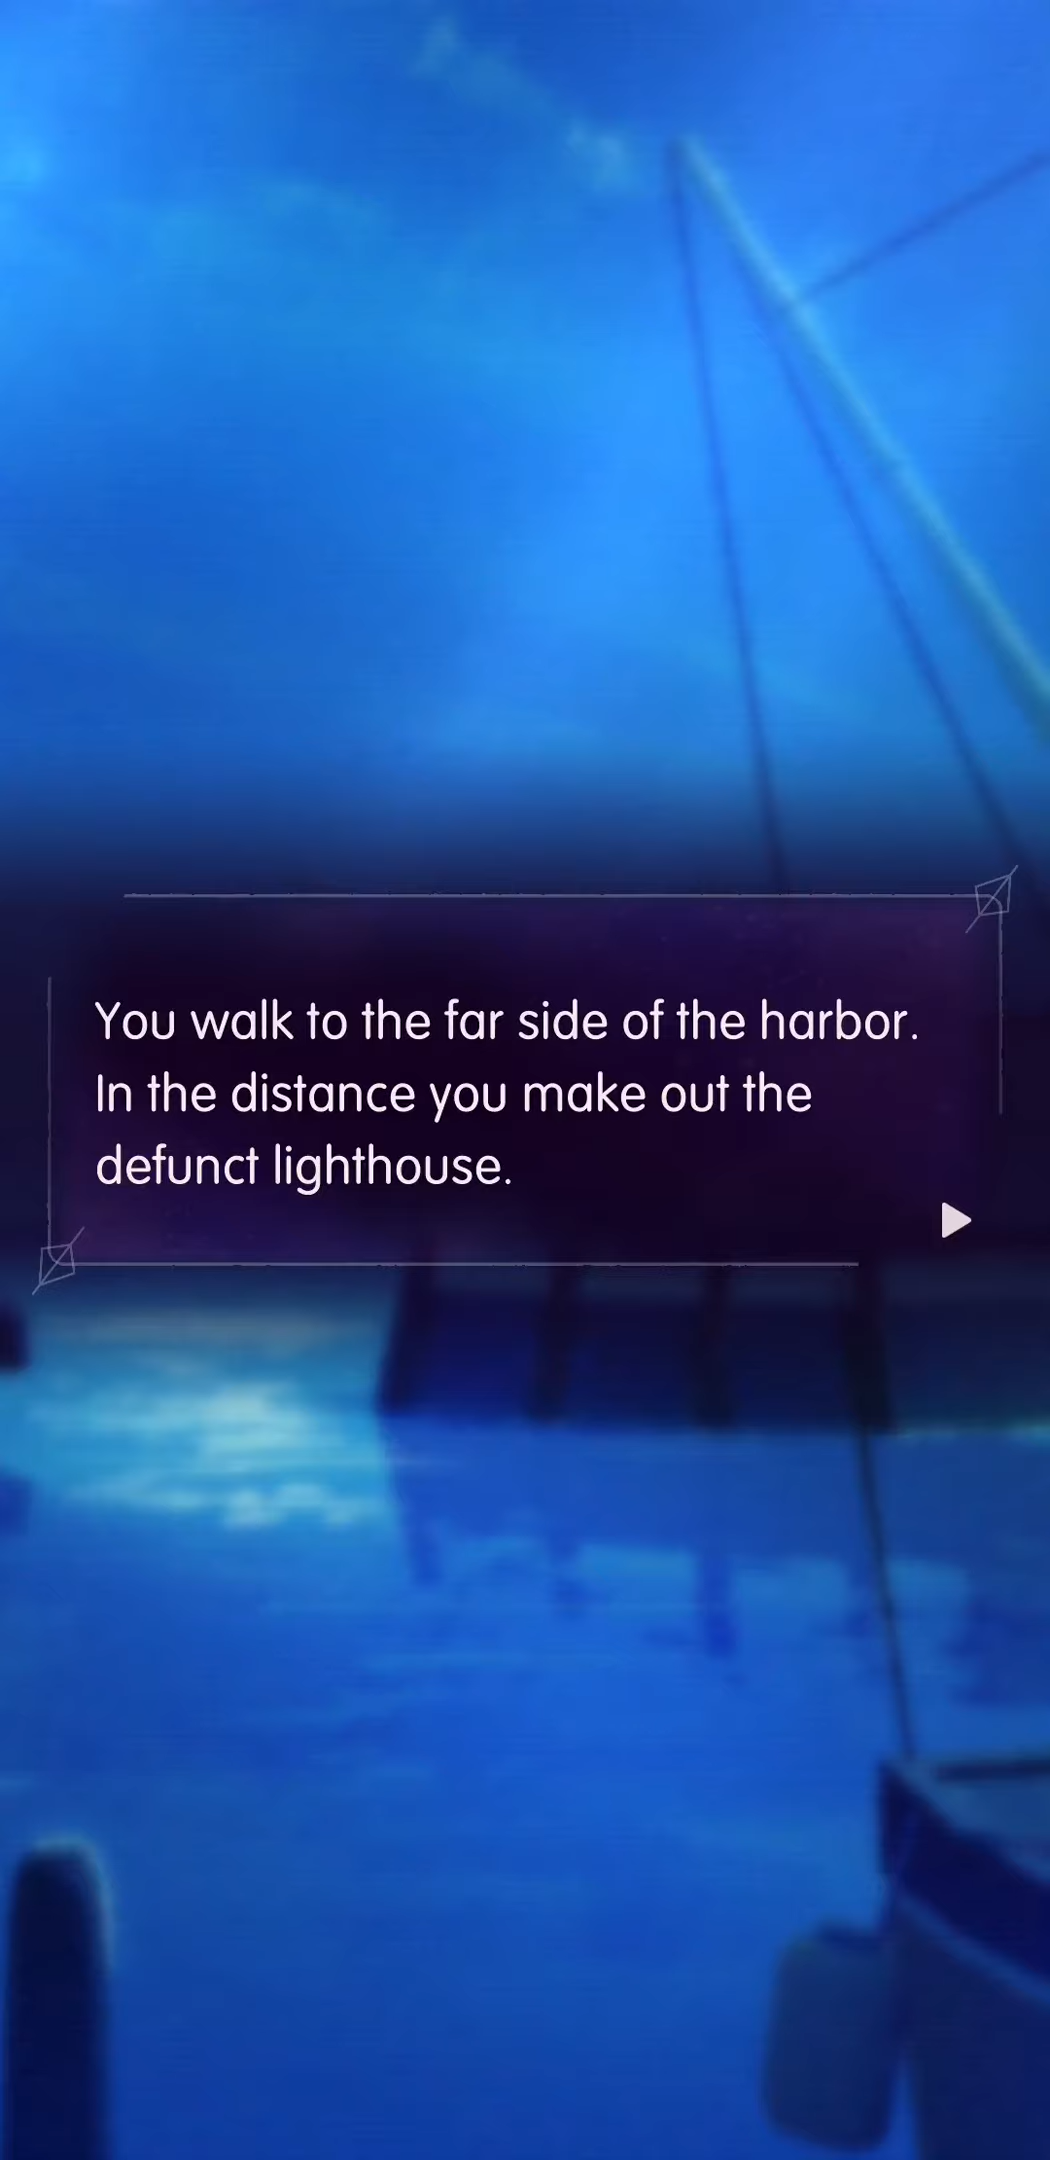 You walk to the far side of the harbor.
In the distance you make out the
defunct lighthouse.